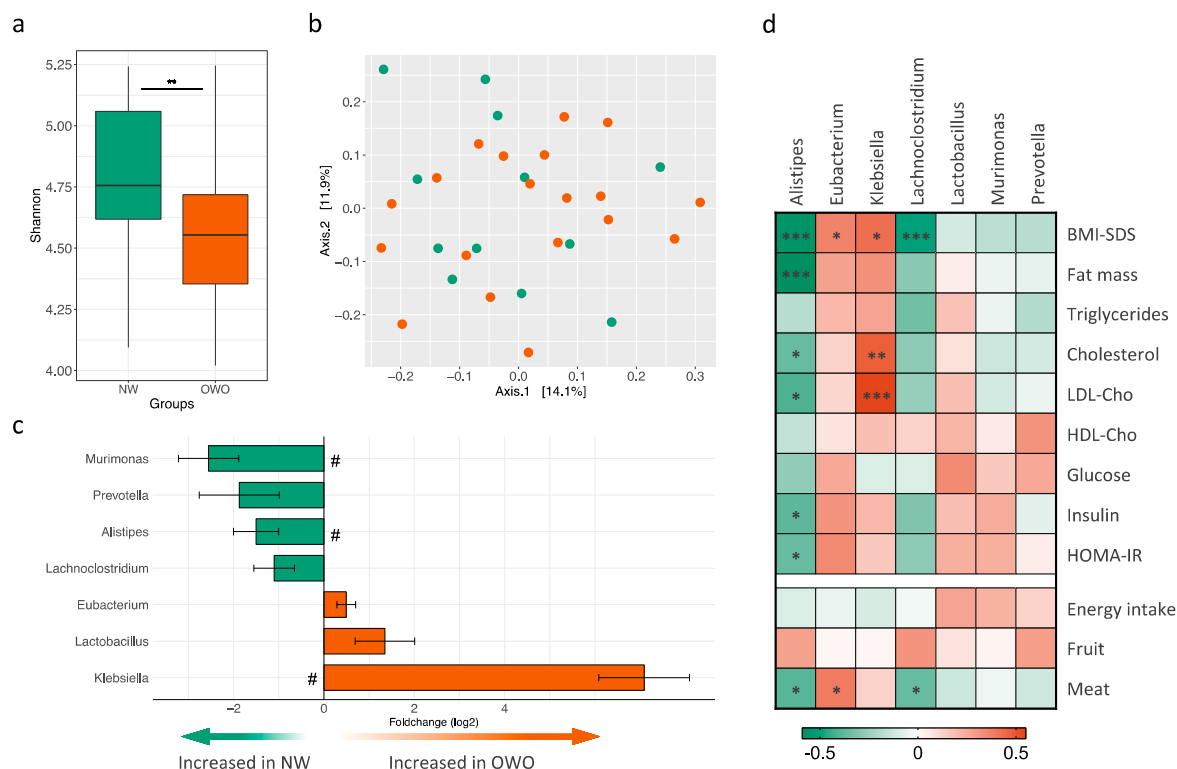 a
5.25
5.00
4.75
4.50
4.25
4.00
Shannon
**
NW
OWO
Groups
b
0.2
0.1
0.0
−0.1
−0.2
Axis.2 [11.9%]
−0.2
−0.1
0.0
0.1
0.2
0.3
Axis.1 [14.1%]
c
Murimonas
#
Prevotella
Alistipes
#
Lachnoclostridium
Eubacterium
Lactobacillus
Klebsiella
#
−2
0
2
4
Foldchange (log2)
Increased in NW
Increased in OWO
d
Alistipes
Eubacterium
Klebsiella
Lachnoclostridium
Lactobacillus
Murimonas
Prevotella
*** * * *** BMI-SDS
*** Fat mass
Triglycerides
* ** Cholesterol
* *** LDL-Cho
HDL-Cho
Glucose
* Insulin
* HOMA-IR
Energy intake
Fruit
* * * Meat
-0.5
0
0.5